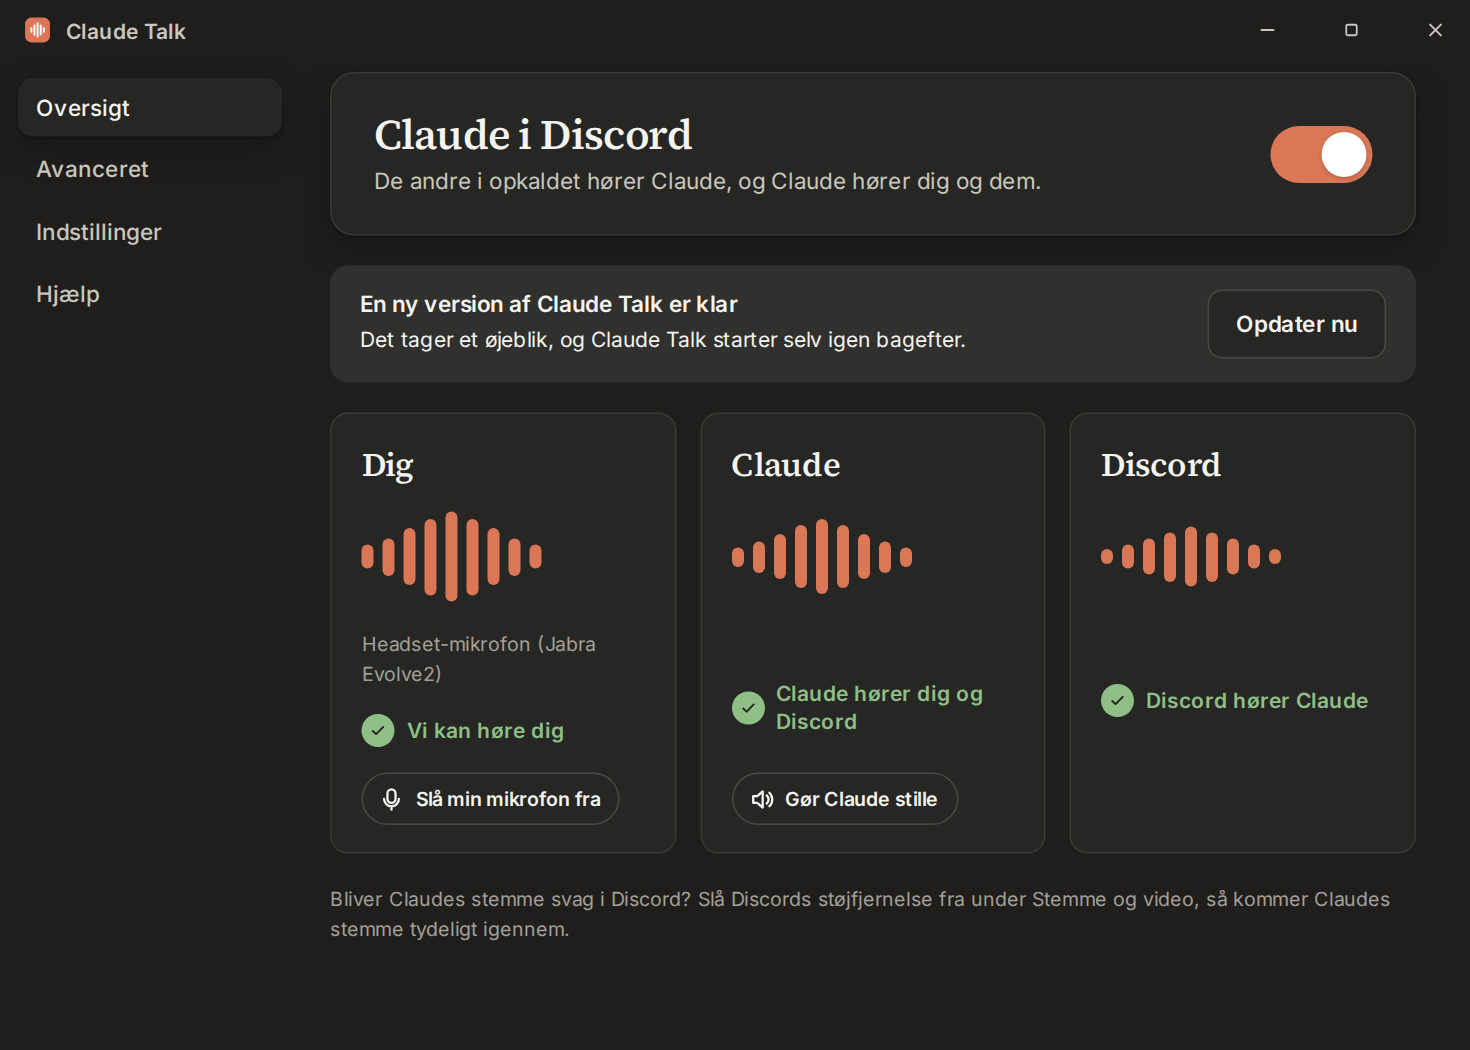 Claude Talk
Oversigt
Avanceret
Indstillinger
Hjælp
Claude i Discord
De andre i opkaldet hører Claude, og Claude hører dig og dem.
En ny version af Claude Talk er klar
Det tager et øjeblik, og Claude Talk starter selv igen bagefter.
Opdater nu
Dig
Headset-mikrofon (Jabra
Evolve2)
Vi kan høre dig
Slå min mikrofon fra
Claude
Claude hører dig og
Discord
Gør Claude stille
Discord
Discord hører Claude
Bliver Claudes stemme svag i Discord? Slå Discords støjfjernelse fra under Stemme og video, så kommer Claudes
stemme tydeligt igennem.